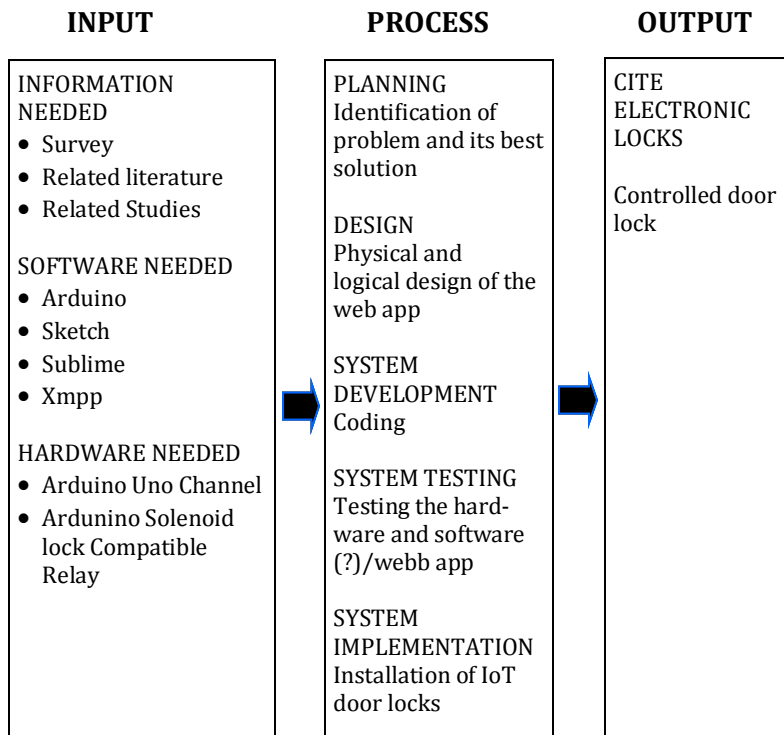 INPUT
INFORMATION
NEEDED
• Survey
• Related literature
• Related Studies
SOFTWARE NEEDED
• Arduino
• Sketch
• Sublime
• Xmpp
HARDWARE NEEDED
• Arduino Uno Channel
• Ardunino Solenoid
lock Compatible
Relay
PROCESS
PLANNING
Identification of
problem and its best
solution
DESIGN
Physical and
logical design of the
web app
SYSTEM
DEVELOPMENT
Coding
SYSTEM TESTING
Testing the hard-
ware and software
(?)/webb app
SYSTEM
IMPLEMENTATION
Installation of IoT
door locks
OUTPUT
CITE
ELECTRONIC
LOCKS
Controlled door
lock